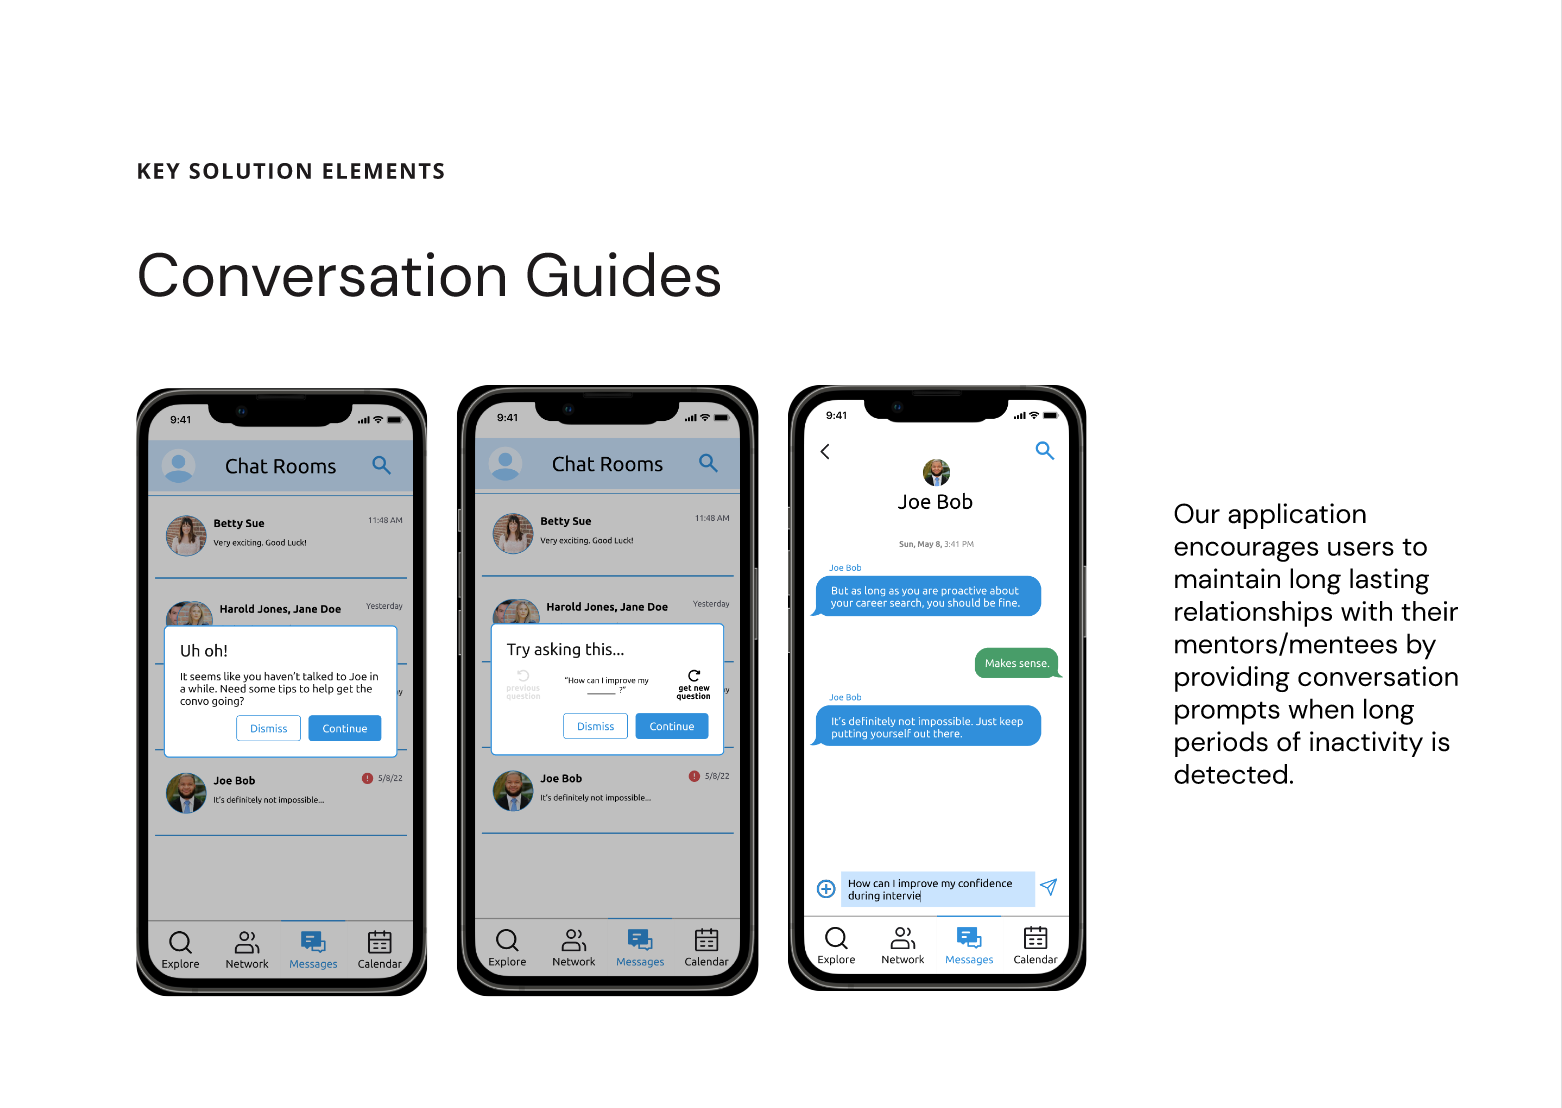 KEY SOLUTION ELEMENTS
Conversation Guides
9:41
Chat Rooms
Betty Sue
11:48 AM
Very exciting. Good Luck!
Harold Jones, Jane Doe
Yesterday
Uh oh!
It seems like you haven't talked to Joe in
a while. Need some tips to help get the
convo going?
Dismiss
Continue
Joe Bob
5/8/22
It's definitely not impossible...
Explore
Network
Messages
Calendar
9:41
Chat Rooms
Betty Sue
11:48 AM
Very exciting. Good Luck!
Harold Jones, Jane Doe
Yesterday
Try asking this...
previous
question
"How can I improve my
______ ?"
get new
question
Dismiss
Continue
Joe Bob
5/8/22
It's definitely not impossible...
Explore
Network
Messages
Calendar
9:41
Joe Bob
Sun, May 8, 3:41 PM
Joe Bob
But as long as you are proactive about
your career search, you should be fine.
Makes sense.
Joe Bob
It's definitely not impossible. Just keep
putting yourself out there.
How can I improve my confidence
during intervie
Explore
Network
Messages
Calendar
Our application
encourages users to
maintain long lasting
relationships with their
mentors/mentees by
providing conversation
prompts when long
periods of inactivity is
detected.